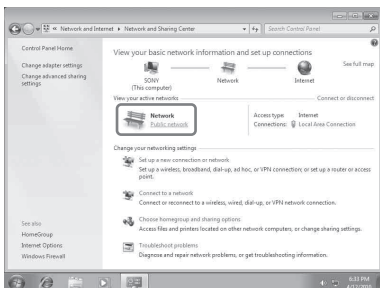 Network and Internet ▸ Network and Sharing Center
Search Control Panel
Control Panel Home
Change adapter settings
Change advanced sharing
settings
View your basic network information and set up connections
SONY
(This computer)
Network
Internet
See full map
View your active networks
Connect or disconnect
Network
Public network
Access type: Internet
Connections: Local Area Connection
Change your networking settings
Set up a new connection or network
Set up a wireless, broadband, dial-up, ad hoc, or VPN connection; or set up a router or access
point.
Connect to a network
Connect or reconnect to a wireless, wired, dial-up, or VPN network connection.
Choose homegroup and sharing options
Access files and printers located on other network computers, or change sharing settings.
Troubleshoot problems
Diagnose and repair network problems, or get troubleshooting information.
See also
HomeGroup
Internet Options
Windows Firewall
6:33 PM